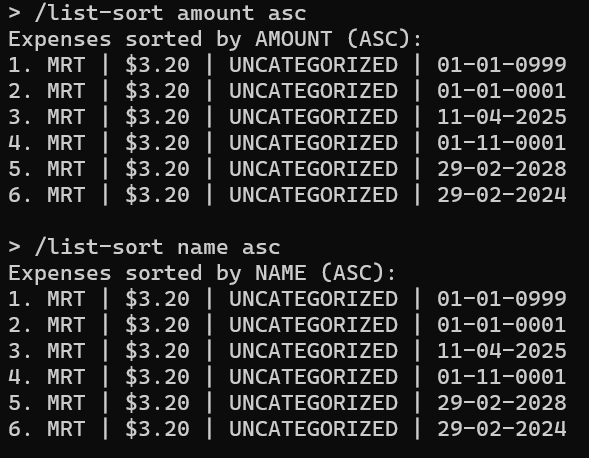 > /list-sort amount asc
Expenses sorted by AMOUNT (ASC):
1. MRT | $3.20 | UNCATEGORIZED | 01-01-0999
2. MRT | $3.20 | UNCATEGORIZED | 01-01-0001
3. MRT | $3.20 | UNCATEGORIZED | 11-04-2025
4. MRT | $3.20 | UNCATEGORIZED | 01-11-0001
5. MRT | $3.20 | UNCATEGORIZED | 29-02-2028
6. MRT | $3.20 | UNCATEGORIZED | 29-02-2024

> /list-sort name asc
Expenses sorted by NAME (ASC):
1. MRT | $3.20 | UNCATEGORIZED | 01-01-0999
2. MRT | $3.20 | UNCATEGORIZED | 01-01-0001
3. MRT | $3.20 | UNCATEGORIZED | 11-04-2025
4. MRT | $3.20 | UNCATEGORIZED | 01-11-0001
5. MRT | $3.20 | UNCATEGORIZED | 29-02-2028
6. MRT | $3.20 | UNCATEGORIZED | 29-02-2024